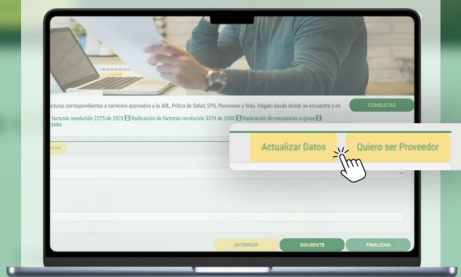 facturas correspondientes a servicios asociados a la ARL, Póliza de Salud, EPS, Pensiones y Vida. Hágalo desde donde se encuentre y en
CONSULTAS
facturas resolución 2275 de 2023 Radicación de facturas resolución 3374 de 2000 Radicación de respuestas a glosas
Actualizar Datos Quiero ser Proveedor
ANTERIOR SIGUIENTE FINALIZAR